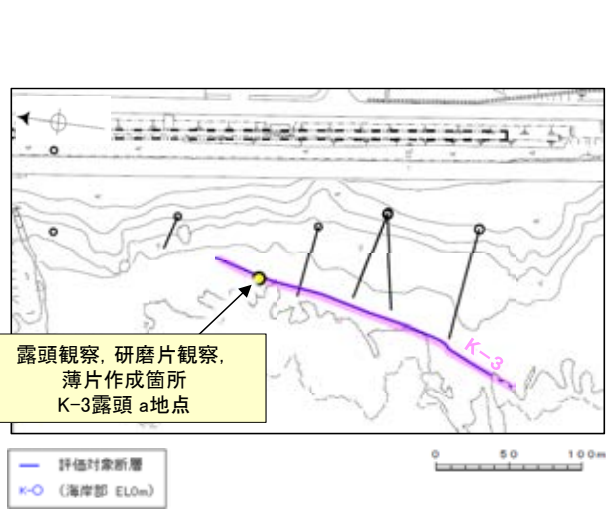 K-3
露頭観察, 研磨片観察,
薄片作成箇所
K-3露頭 a地点
評価対象断層
K-O (海岸部 EL0m)
0 50 100m